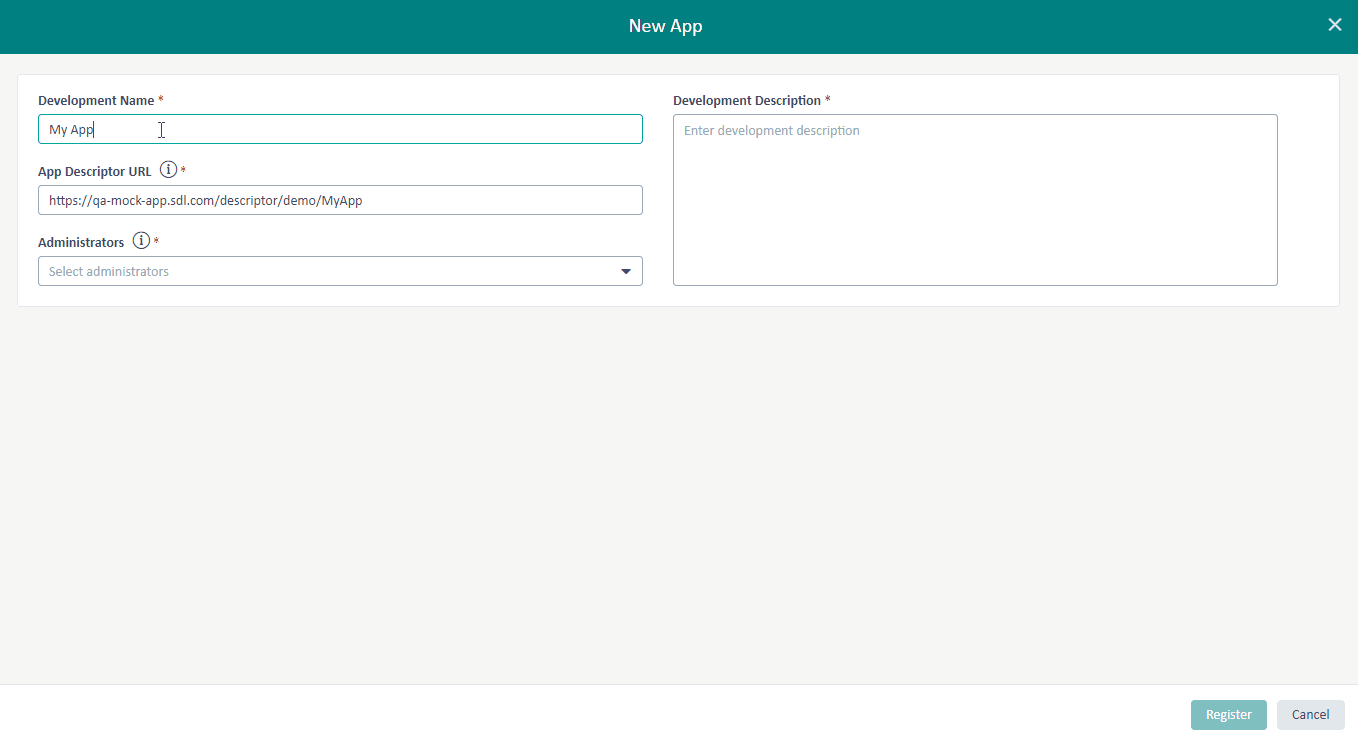 New App
Development Name *
My App
App Descriptor URL *
https://qa-mock-app.sdl.com/descriptor/demo/MyApp
Administrators *
Select administrators
Development Description *
Enter development description
Register
Cancel